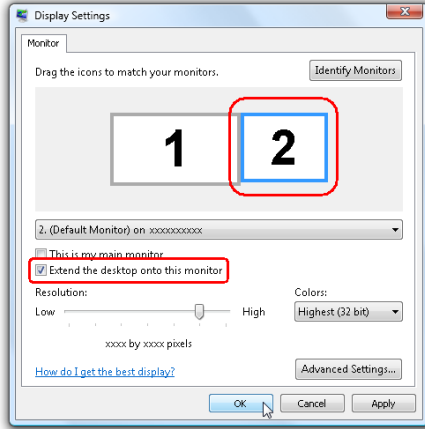 Display Settings
Monitor
Drag the icons to match your monitors.
Identify Monitors
1
2
2. (Default Monitor) on xxxxxxxxxx
This is my main monitor
Extend the desktop onto this monitor
Resolution:
Colors:
Low
High
Highest (32 bit)
xxxx by xxxx pixels
How do I get the best display?
Advanced Settings...
OK
Cancel
Apply